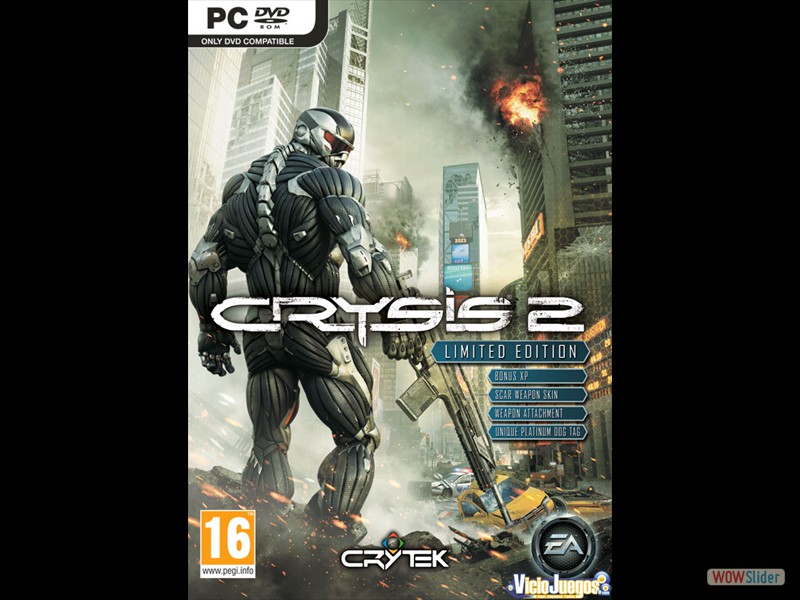 PC DVD
ROM
ONLY DVD COMPATIBLE
2023
CRYSIS 2
LIMITED EDITION
BONUS XP
SCAR WEAPON SKIN
WEAPON ATTACHMENT
UNIQUE PLATINUM DOG TAG
16
www.pegi.info
CRYTEK
EA
VicioJuegos
WOWSlider